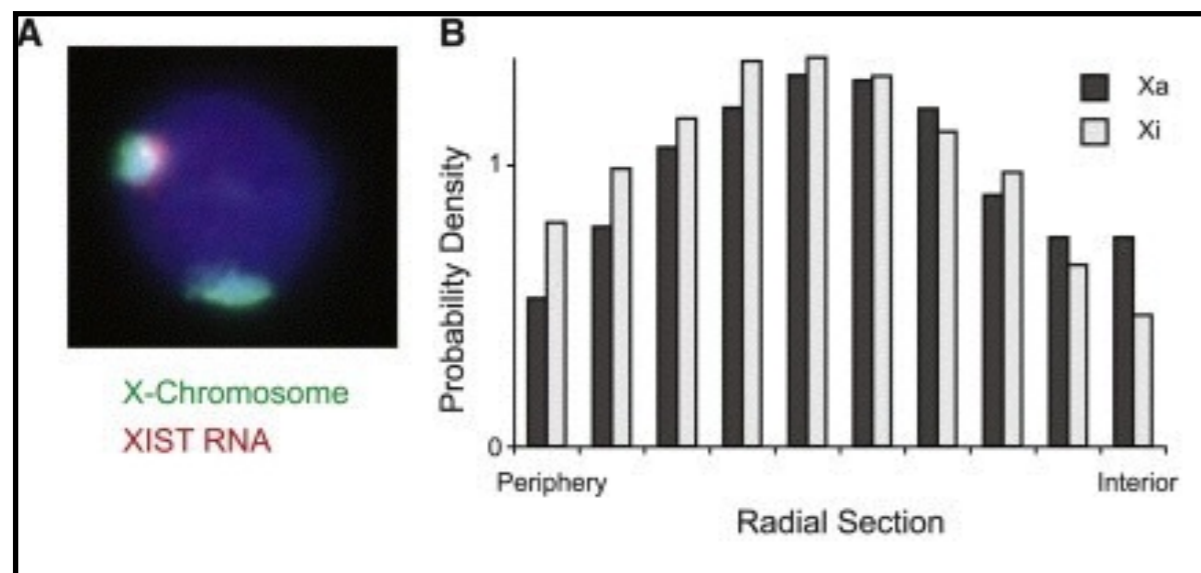 A
X-Chromosome
XIST RNA
B
Probability Density
1
0
Xa
Xi
Periphery
Interior
Radial Section